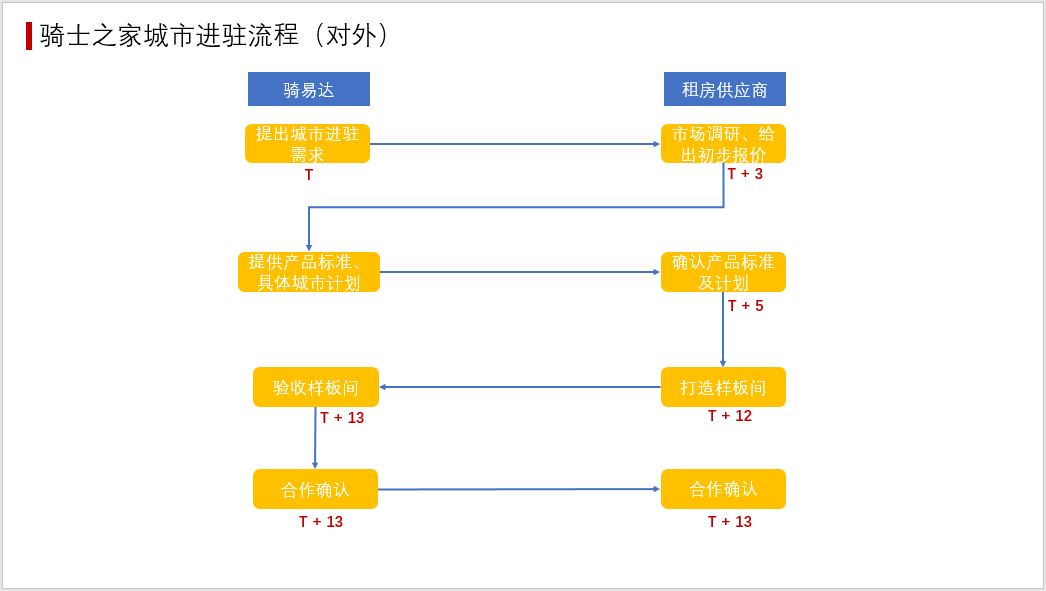 骑士之家城市进驻流程（对外）
骑易达
租房供应商
提出城市进驻
需求
T
市场调研、给
出初步报价
T + 3
提供产品标准、
具体城市计划
确认产品标准
及计划
T + 5
验收样板间
T + 13
打造样板间
T + 12
合作确认
T + 13
合作确认
T + 13